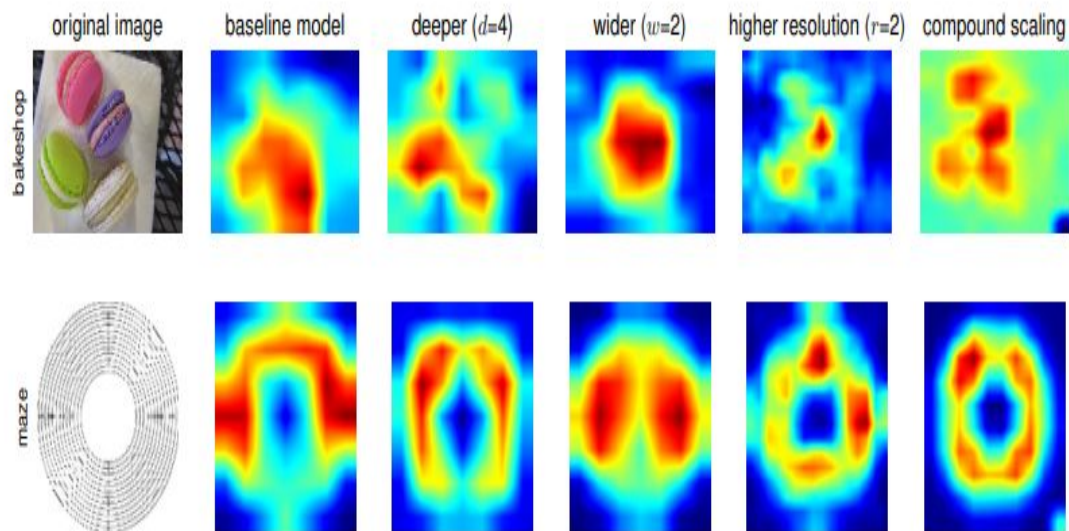 original image baseline model deeper (d=4) wider (w=2) higher resolution (r=2) compound scaling
bakeshop
maze